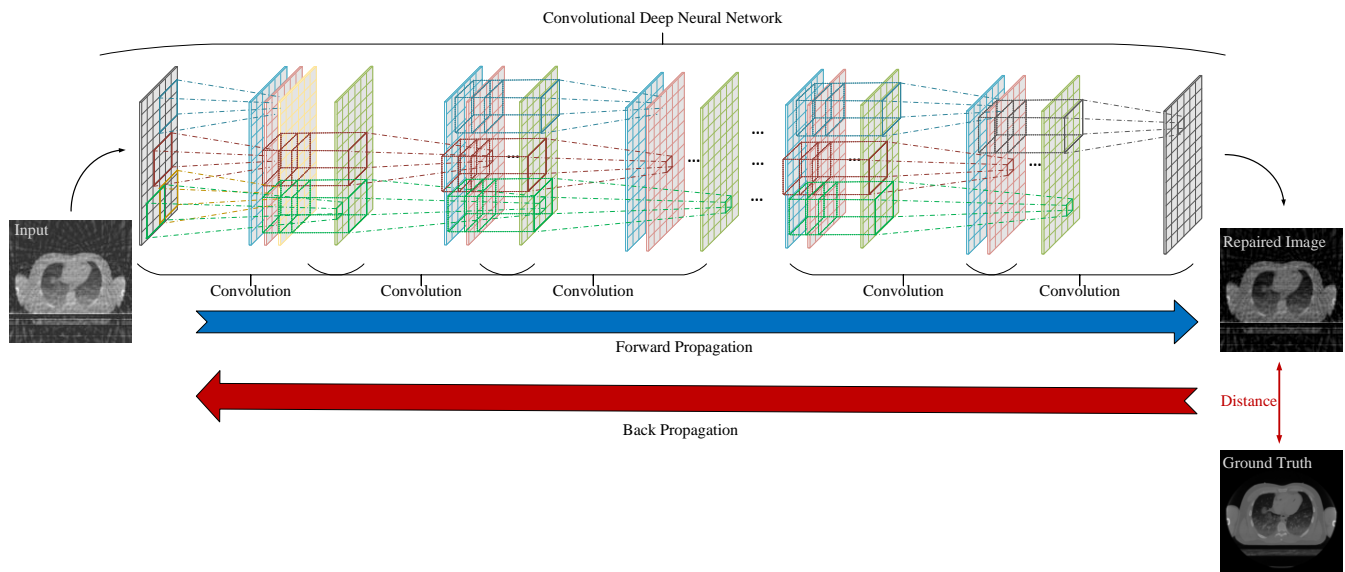 Convolutional Deep Neural Network
...
...
...
...
...
...
...
...
Input
Repaired Image
Convolution
Convolution
Convolution
Convolution
Convolution
Forward Propagation
Distance
Back Propagation
Ground Truth